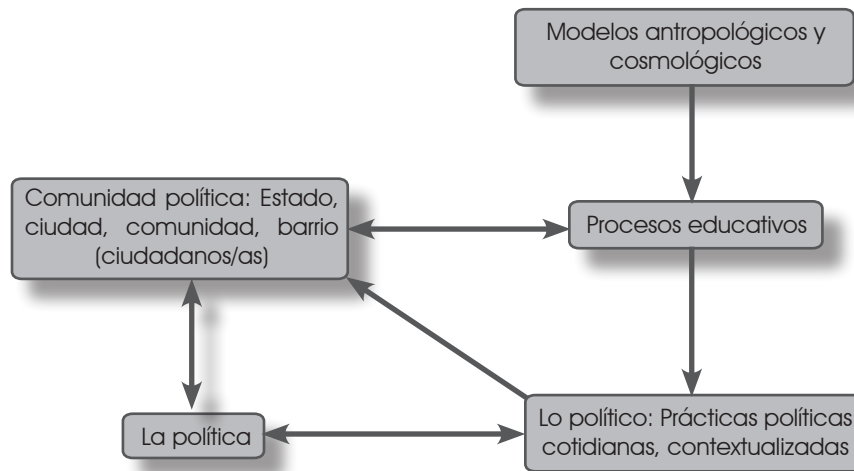 Modelos antropológicos y
cosmológicos
Comunidad política: Estado,
ciudad, comunidad, barrio
(ciudadanos/as)
Procesos educativos
La política
Lo político: Prácticas políticas
cotidianas, contextualizadas